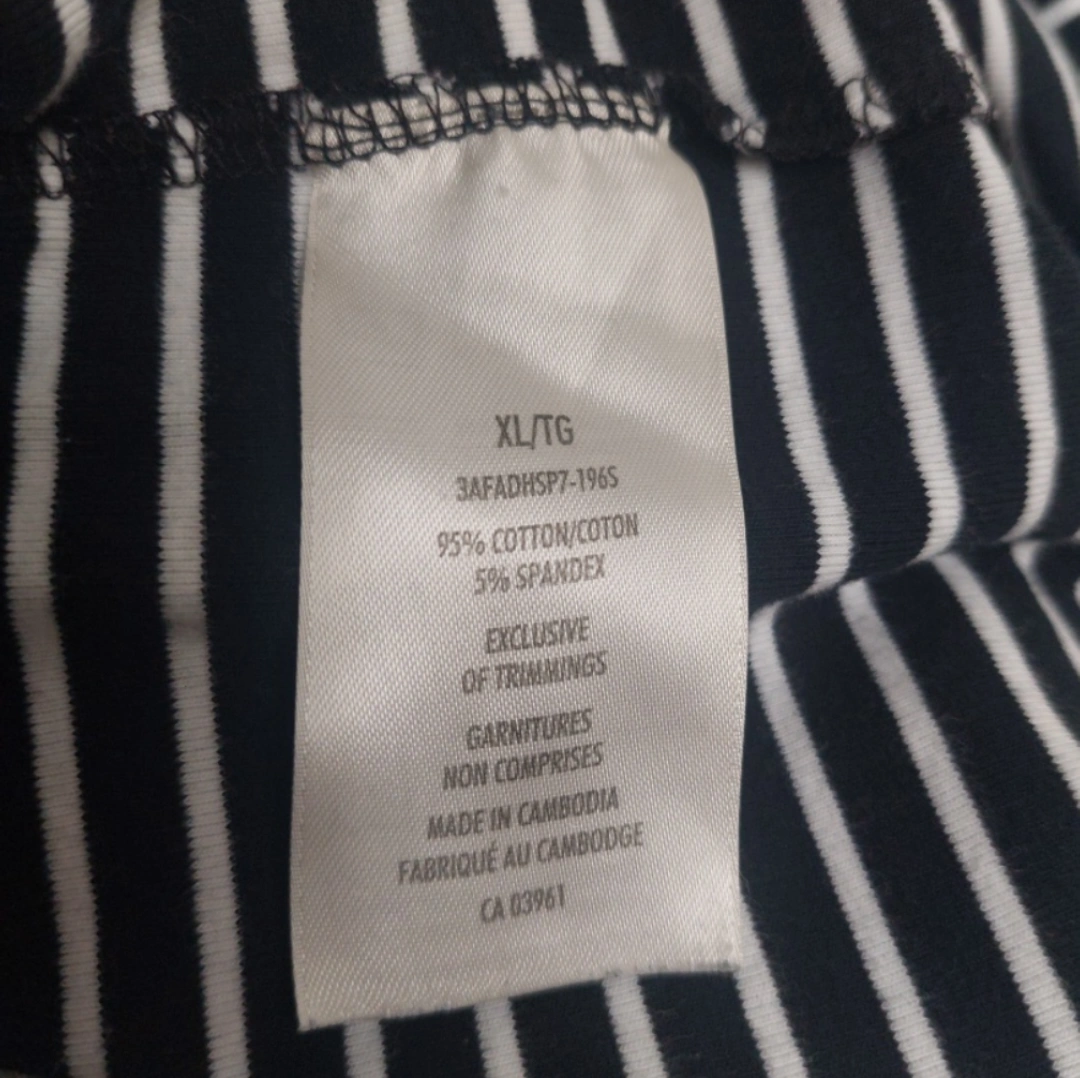 XL/TG
3AFADHSP7-196S
95% COTTON/COTON
5% SPANDEX
EXCLUSIVE
OF TRIMMINGS
GARNITURES
NON COMPRISES
MADE IN CAMBODIA
FABRIQUÉ AU CAMBODGE
CA 03961